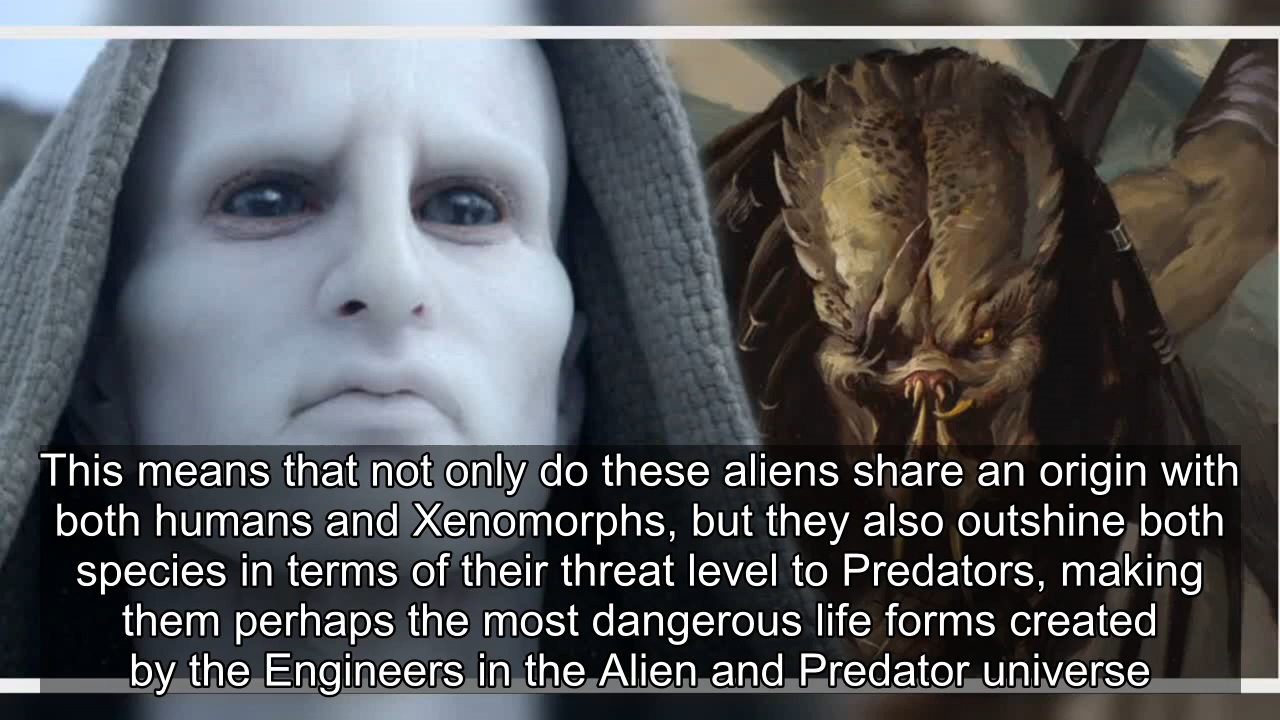 This means that not only do these aliens share an origin with
both humans and Xenomorphs, but they also outshine both
species in terms of their threat level to Predators, making
them perhaps the most dangerous life forms created
by the Engineers in the Alien and Predator universe